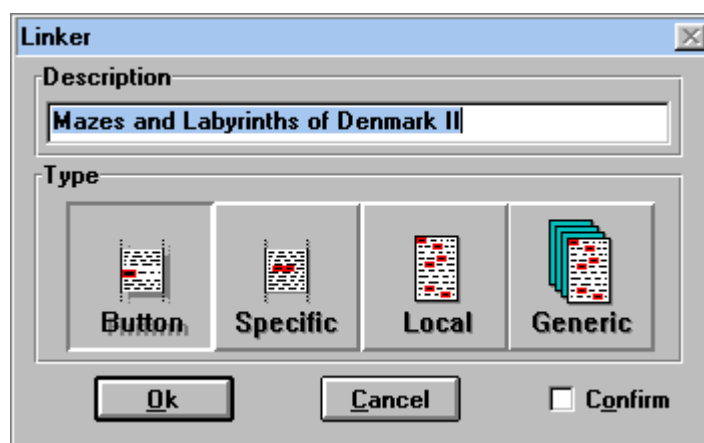 Linker
Description
Mazes and Labyrinths of Denmark II
Type
Button Specific Local Generic
Ok Cancel Confirm